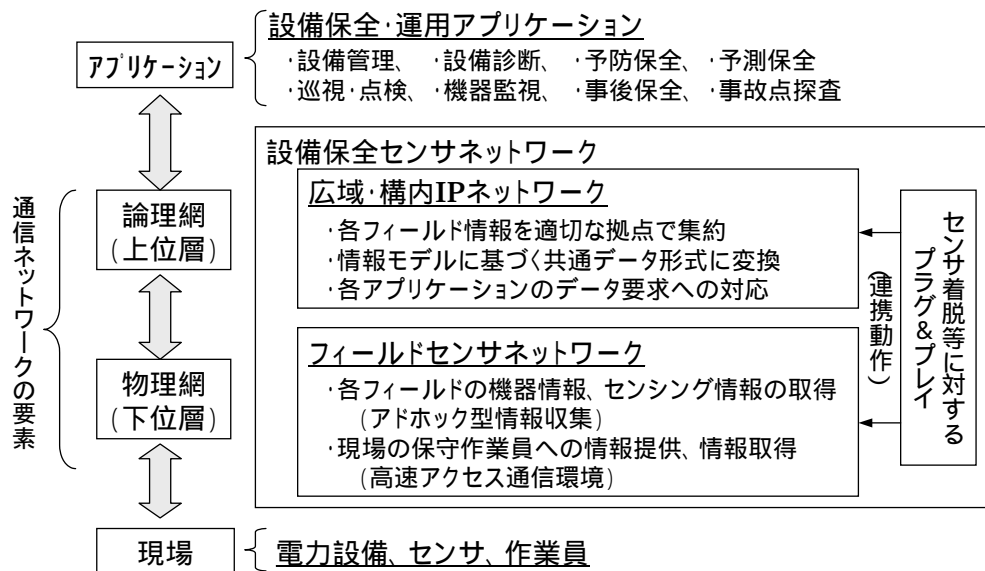 設備保全・運用アプリケーション
・設備管理、 ・設備診断、 ・予防保全、 ・予測保全
・巡視・点検、 ・機器監視、 ・事後保全、 ・事故点探査
アプリケーション
設備保全センサネットワーク
広域・構内IPネットワーク
・各フィールド情報を適切な拠点で集約
・情報モデルに基づく共通データ形式に変換
・各アプリケーションのデータ要求への対応
フィールドセンサネットワーク
・各フィールドの機器情報、センシング情報の取得
(アドホック型情報収集)
・現場の保守作業員への情報提供、情報取得
(高速アクセス通信環境)
センサ着脱等に対する
プラグ&プレイ
(連携動作)
通信ネットワークの要素
論理網
(上位層)
物理網
(下位層)
現場
電力設備、センサ、作業員